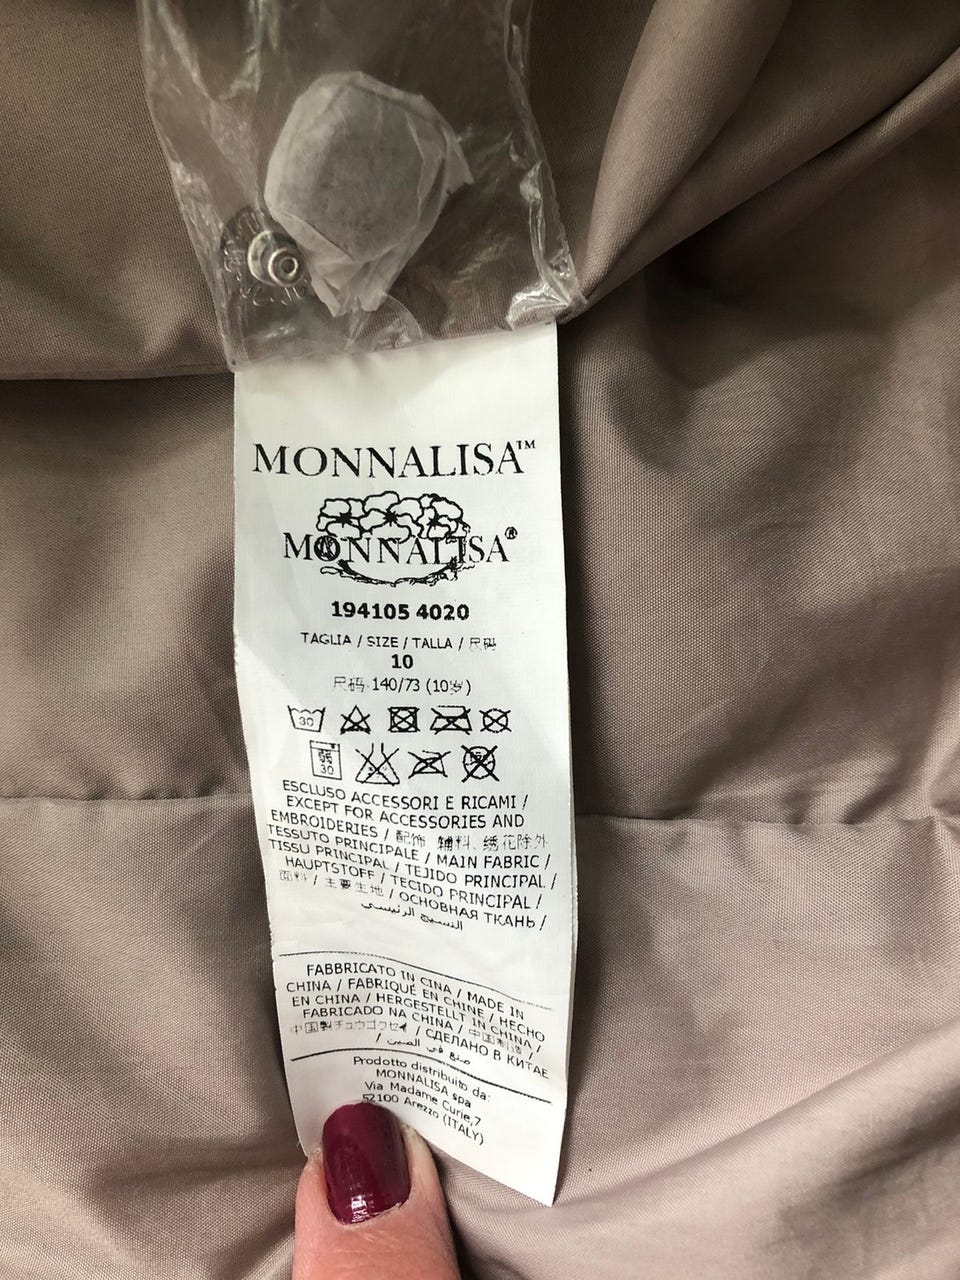 MONNALISA™
MONNALISA®
194105 4020
TAGLIA / SIZE / TALLA / 尺码
10
尺码 140/73 (10岁)
30
30
ESCLUSO ACCESSORI E RICAMI /
EXCEPT FOR ACCESSORIES AND
EMBROIDERIES / 配饰、辅料、绣花除外
TESSUTO PRINCIPALE / MAIN FABRIC /
TISSU PRINCIPAL / TEJIDO PRINCIPAL /
HAUPTSTOFF / TECIDO PRINCIPAL /
面料 / 主要生地 / ОСНОВНАЯ ТКАНЬ /
النسيج الرئيسي
FABBRICATO IN CINA / MADE IN
CHINA / FABRIQUÉ EN CHINE / HECHO
EN CHINA / HERGESTELLT IN CHINA /
FABRICADO NA CHINA / 中国制造 /
中国製チュウゴクセイ / СДЕЛАНО В КИТАЕ
/ صنع في الصين
Prodotto distribuito da:
MONNALISA spa
Via Madame Curie,7
52100 Arezzo (ITALY)